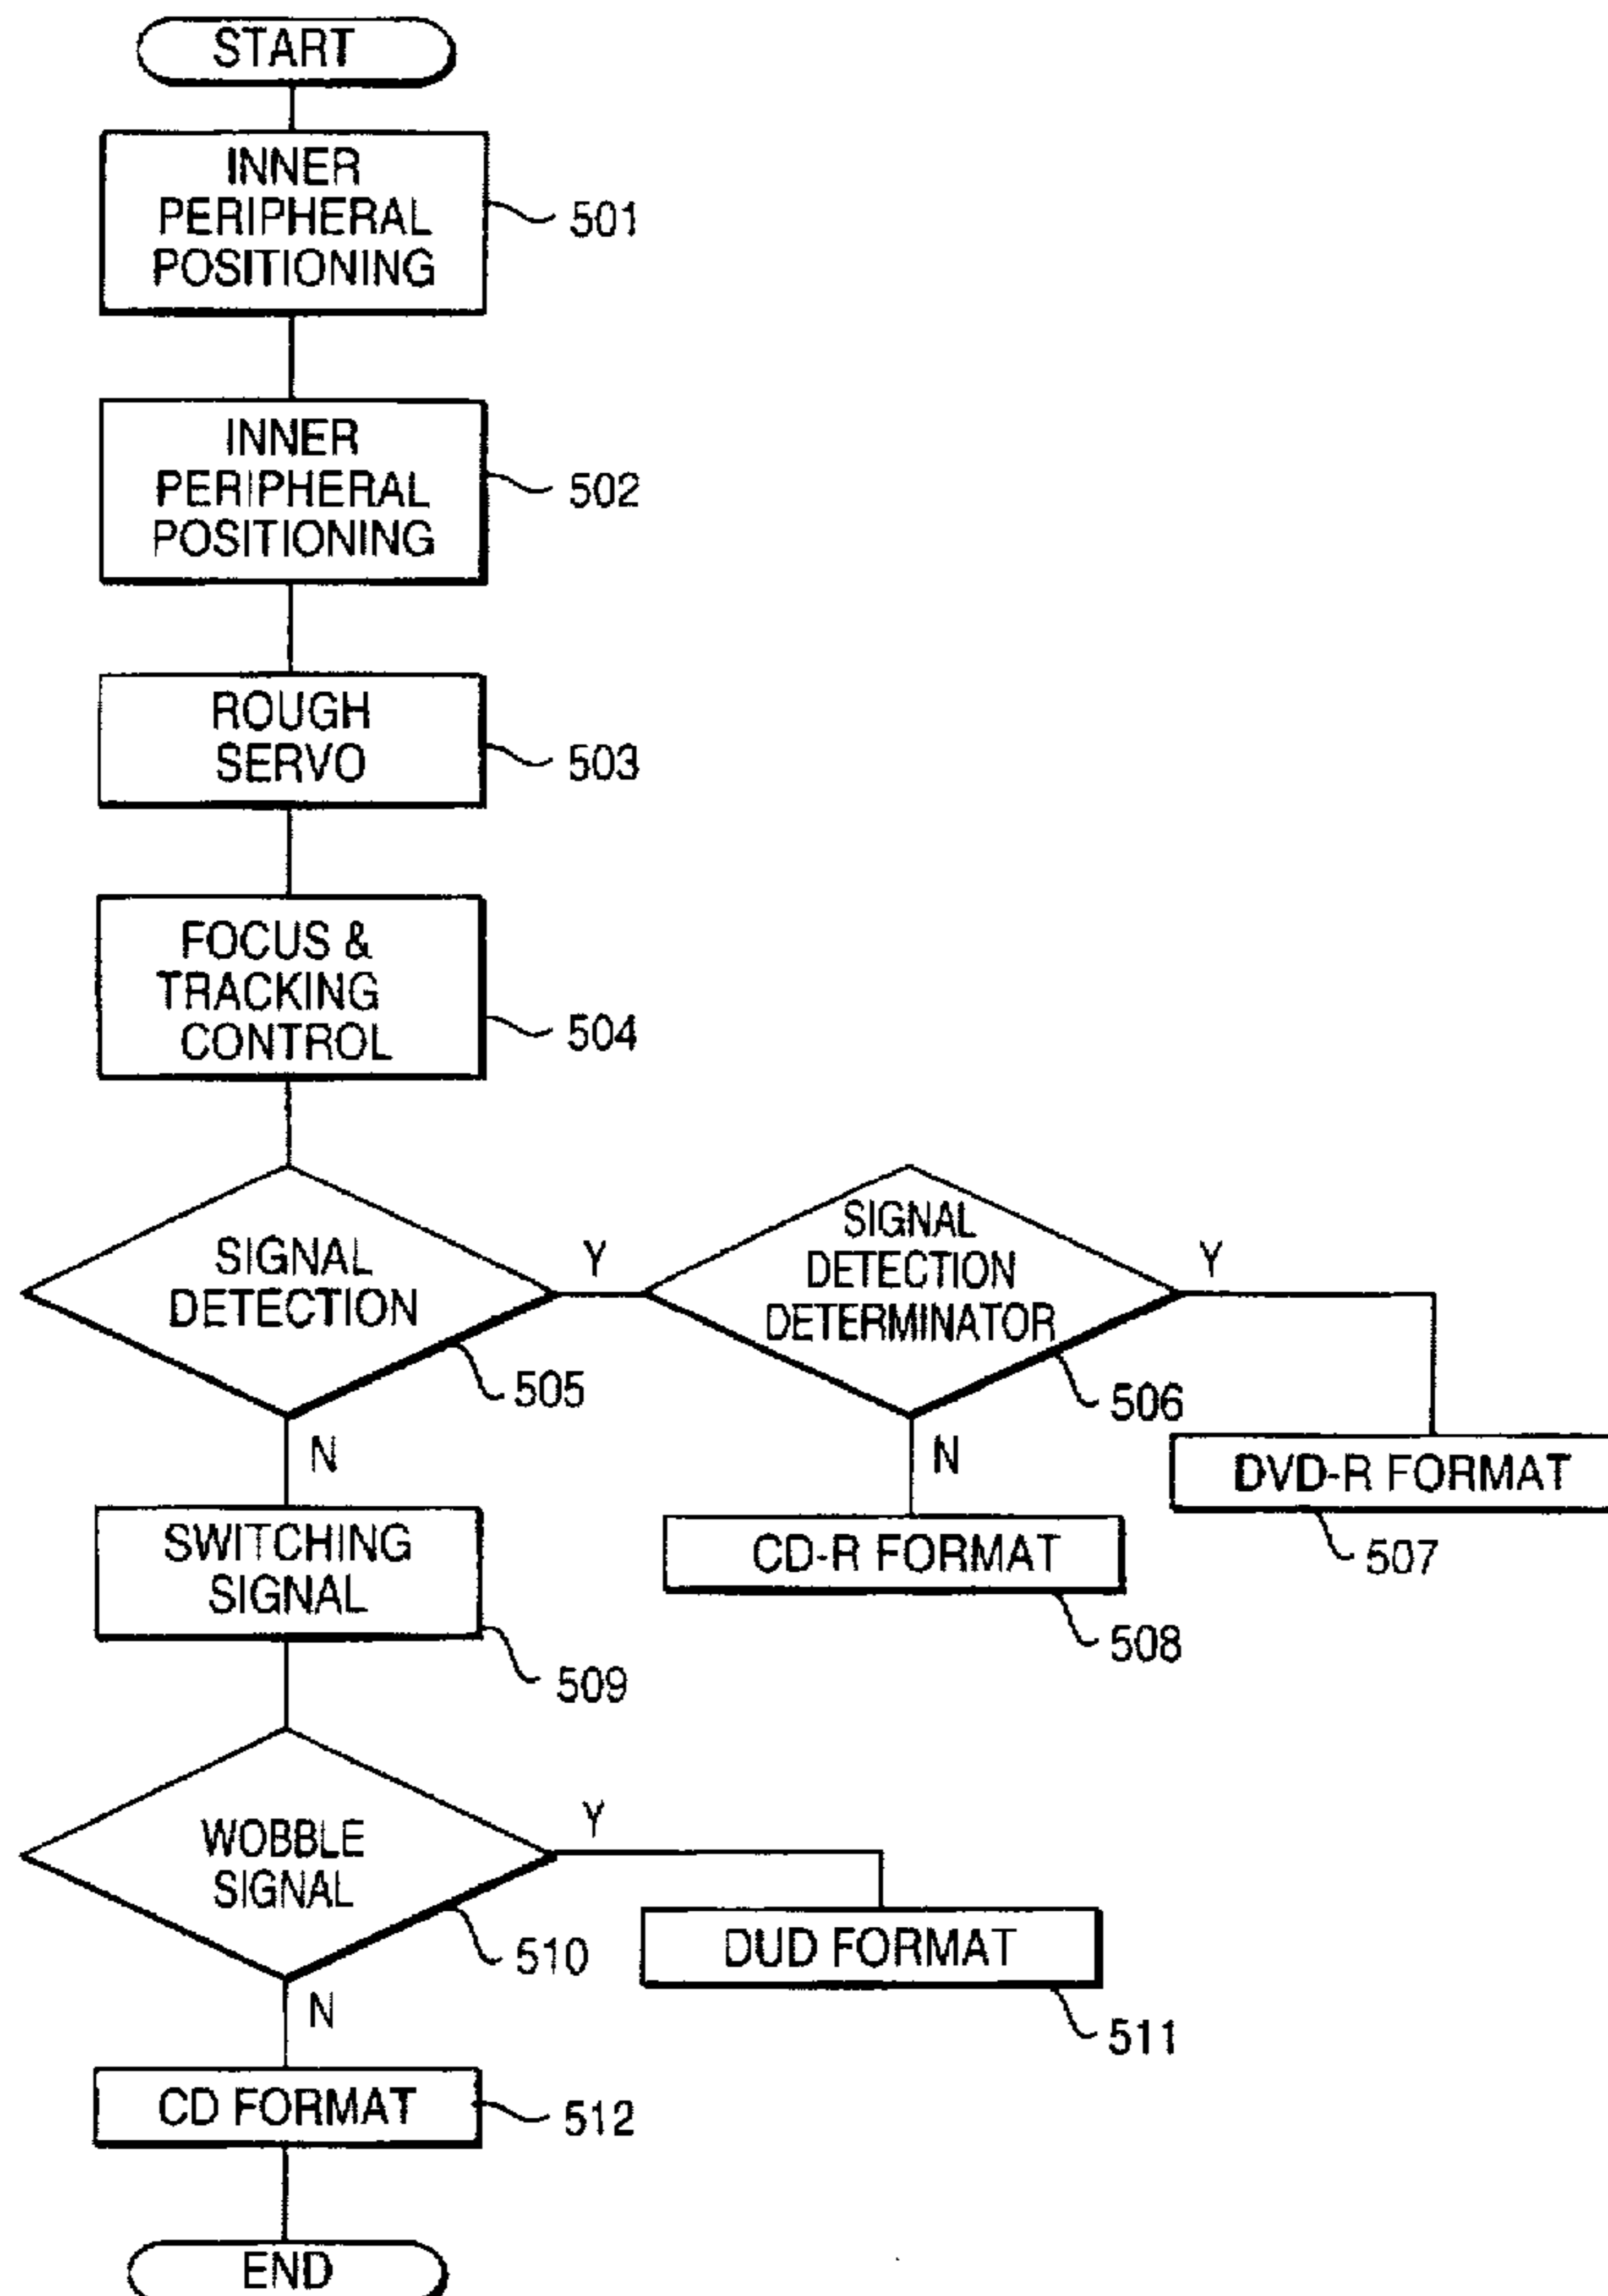 START
INNER
PERIPHERAL
POSITIONING
501
INNER
PERIPHERAL
POSITIONING
502
ROUGH
SERVO
503
FOCUS &
TRACKING
CONTROL
504
SIGNAL
DETECTION
505
Y
SIGNAL
DETECTION
DETERMINATOR
506
Y
DVD-R FORMAT
507
N
CD-R FORMAT
508
N
SWITCHING
SIGNAL
509
WOBBLE
SIGNAL
510
Y
DUD FORMAT
511
N
CD FORMAT
512
END